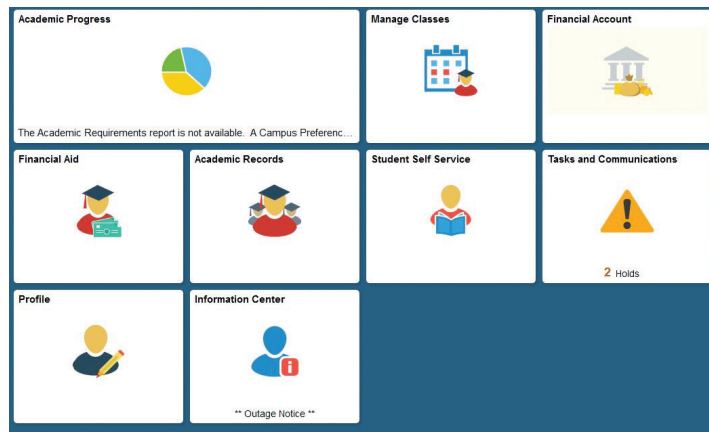 Academic Progress
Manage Classes
Financial Account
The Academic Requirements report is not available. A Campus Preferenc...
Financial Aid
Academic Records
Student Self Service
Tasks and Communications
2 Holds
Profile
Information Center
** Outage Notice **